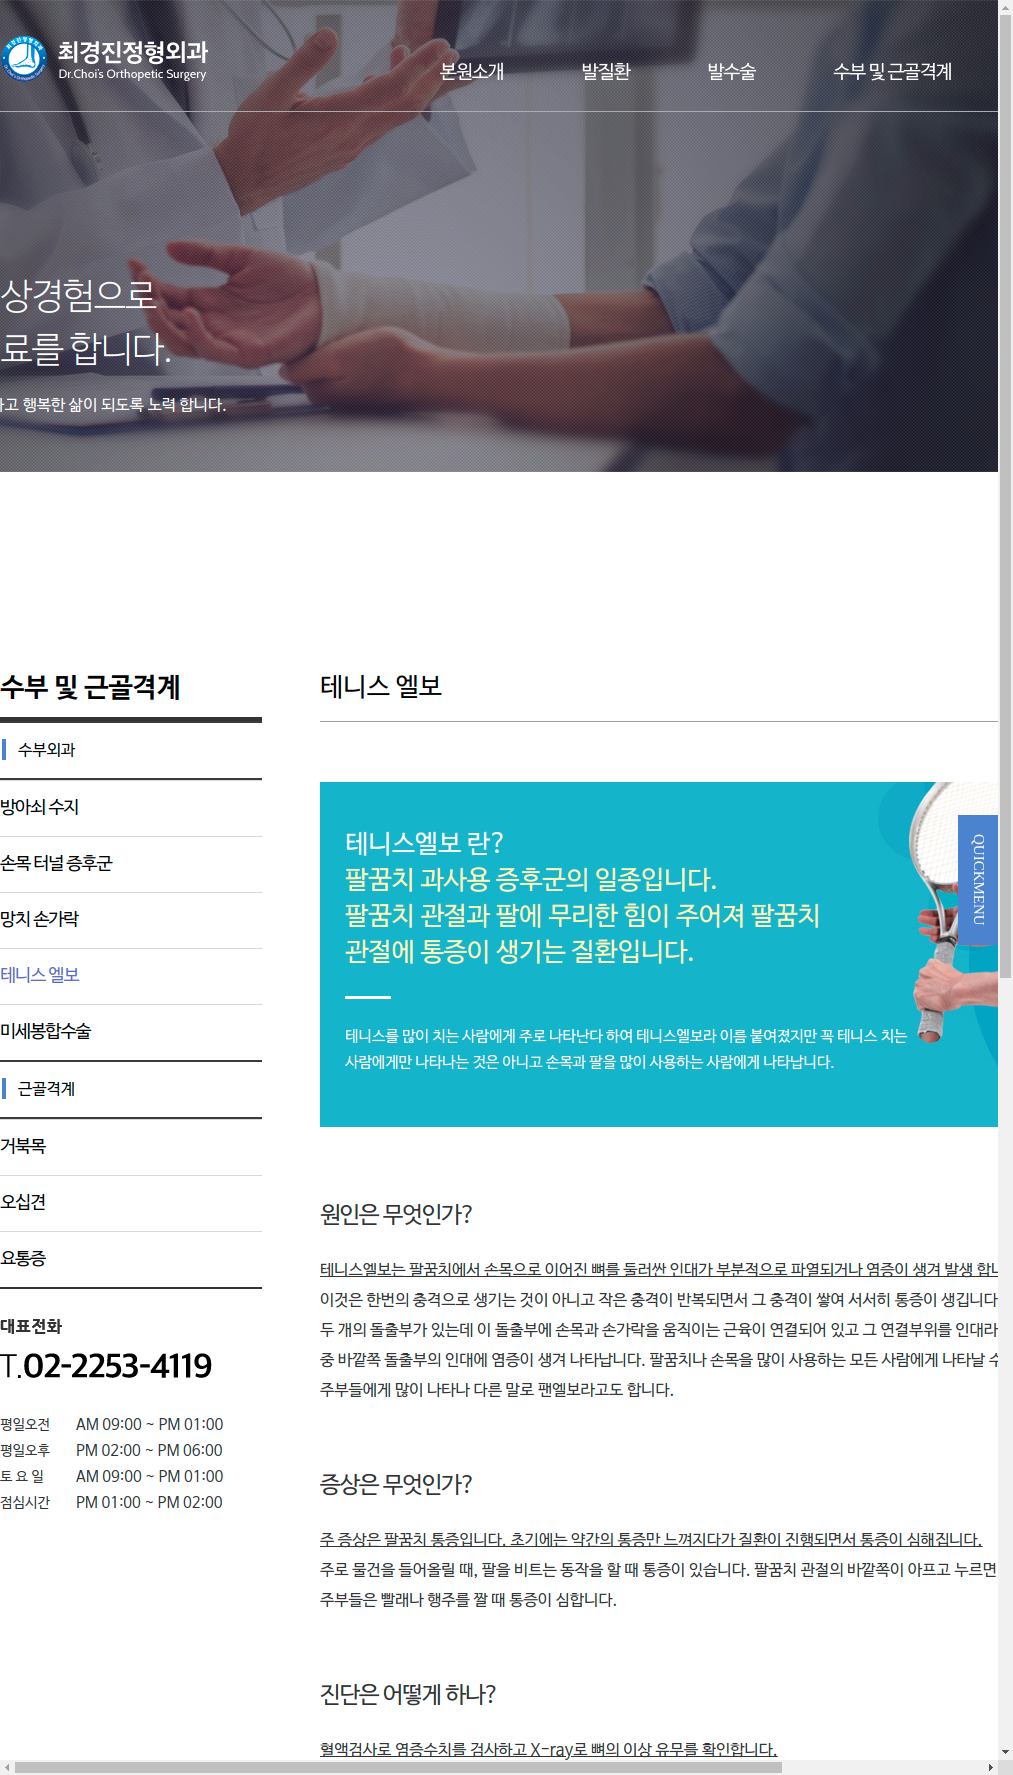 최경진정형외과
Dr.Choi's Orthopetic Surgery
본원소개
발질환
발수술
수부 및 근골격계
상경험으로
료를 합니다.
하고 행복한 삶이 되도록 노력 합니다.
수부 및 근골격계
수부외과
방아쇠 수지
손목 터널 증후군
망치 손가락
테니스 엘보
미세봉합수술
근골격계
거북목
오십견
요통증
대표전화
T.02-2253-4119
평일오전 AM 09:00 ~ PM 01:00
평일오후 PM 02:00 ~ PM 06:00
토 요 일 AM 09:00 ~ PM 01:00
점심시간 PM 01:00 ~ PM 02:00
테니스 엘보
테니스엘보 란?
팔꿈치 과사용 증후군의 일종입니다.
팔꿈치 관절과 팔에 무리한 힘이 주어져 팔꿈치
관절에 통증이 생기는 질환입니다.
테니스를 많이 치는 사람에게 주로 나타난다 하여 테니스엘보라 이름 붙여졌지만 꼭 테니스 치는
사람에게만 나타나는 것은 아니고 손목과 팔을 많이 사용하는 사람에게 나타납니다.
QUICKMENU
원인은 무엇인가?
테니스엘보는 팔꿈치에서 손목으로 이어진 뼈를 둘러싼 인대가 부분적으로 파열되거나 염증이 생겨 발생 합니
이것은 한번의 충격으로 생기는 것이 아니고 작은 충격이 반복되면서 그 충격이 쌓여 서서히 통증이 생깁니다
두 개의 돌출부가 있는데 이 돌출부에 손목과 손가락을 움직이는 근육이 연결되어 있고 그 연결부위를 인대라
중 바깥쪽 돌출부의 인대에 염증이 생겨 나타납니다. 팔꿈치나 손목을 많이 사용하는 모든 사람에게 나타날 수
주부들에게 많이 나타나 다른 말로 팬엘보라고도 합니다.
증상은 무엇인가?
주 증상은 팔꿈치 통증입니다. 초기에는 약간의 통증만 느껴지다가 질환이 진행되면서 통증이 심해집니다.
주로 물건을 들어올릴 때, 팔을 비트는 동작을 할 때 통증이 있습니다. 팔꿈치 관절의 바깥쪽이 아프고 누르면
주부들은 빨래나 행주를 짤 때 통증이 심합니다.
진단은 어떻게 하나?
혈액검사로 염증수치를 검사하고 X-ray로 뼈의 이상 유무를 확인합니다.